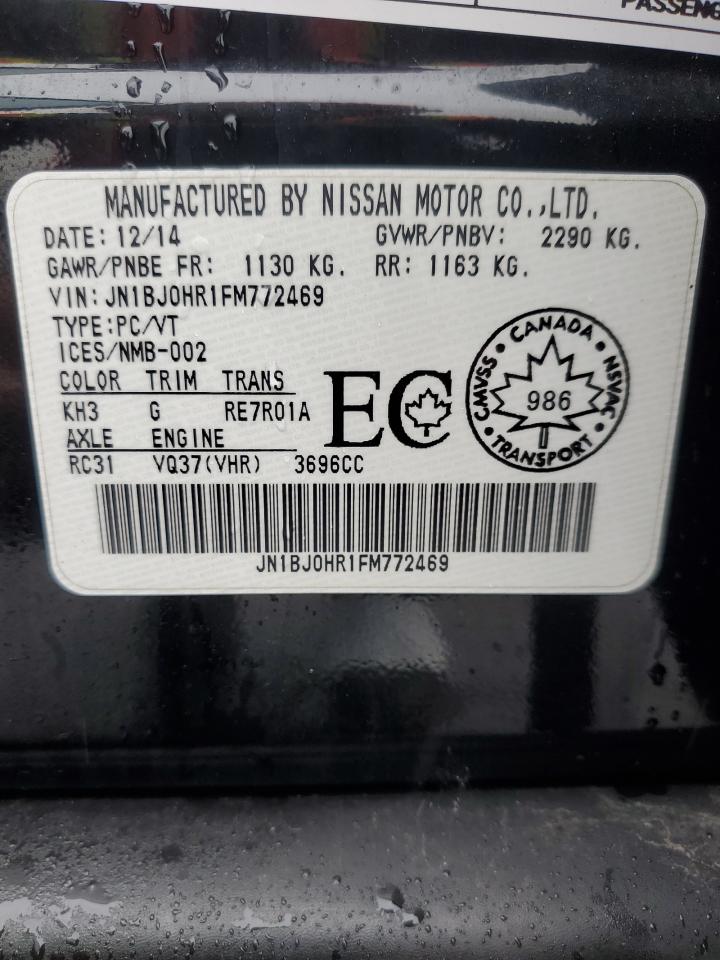 PASSENG
MANUFACTURED BY NISSAN MOTOR CO.,LTD.
DATE: 12/14 GVWR/PNBV: 2290 KG.
GAWR/PNBE FR: 1130 KG. RR: 1163 KG.
VIN: JN1BJ0HR1FM772469
TYPE:PC/VT
ICES/NMB-002
COLOR TRIM TRANS
KH3 G RE7R01A
AXLE ENGINE
RC31 VQ37(VHR) 3696CC
EC
CANADA
CMVSS • NSVAC
986
TRANSPORT
JN1BJ0HR1FM772469